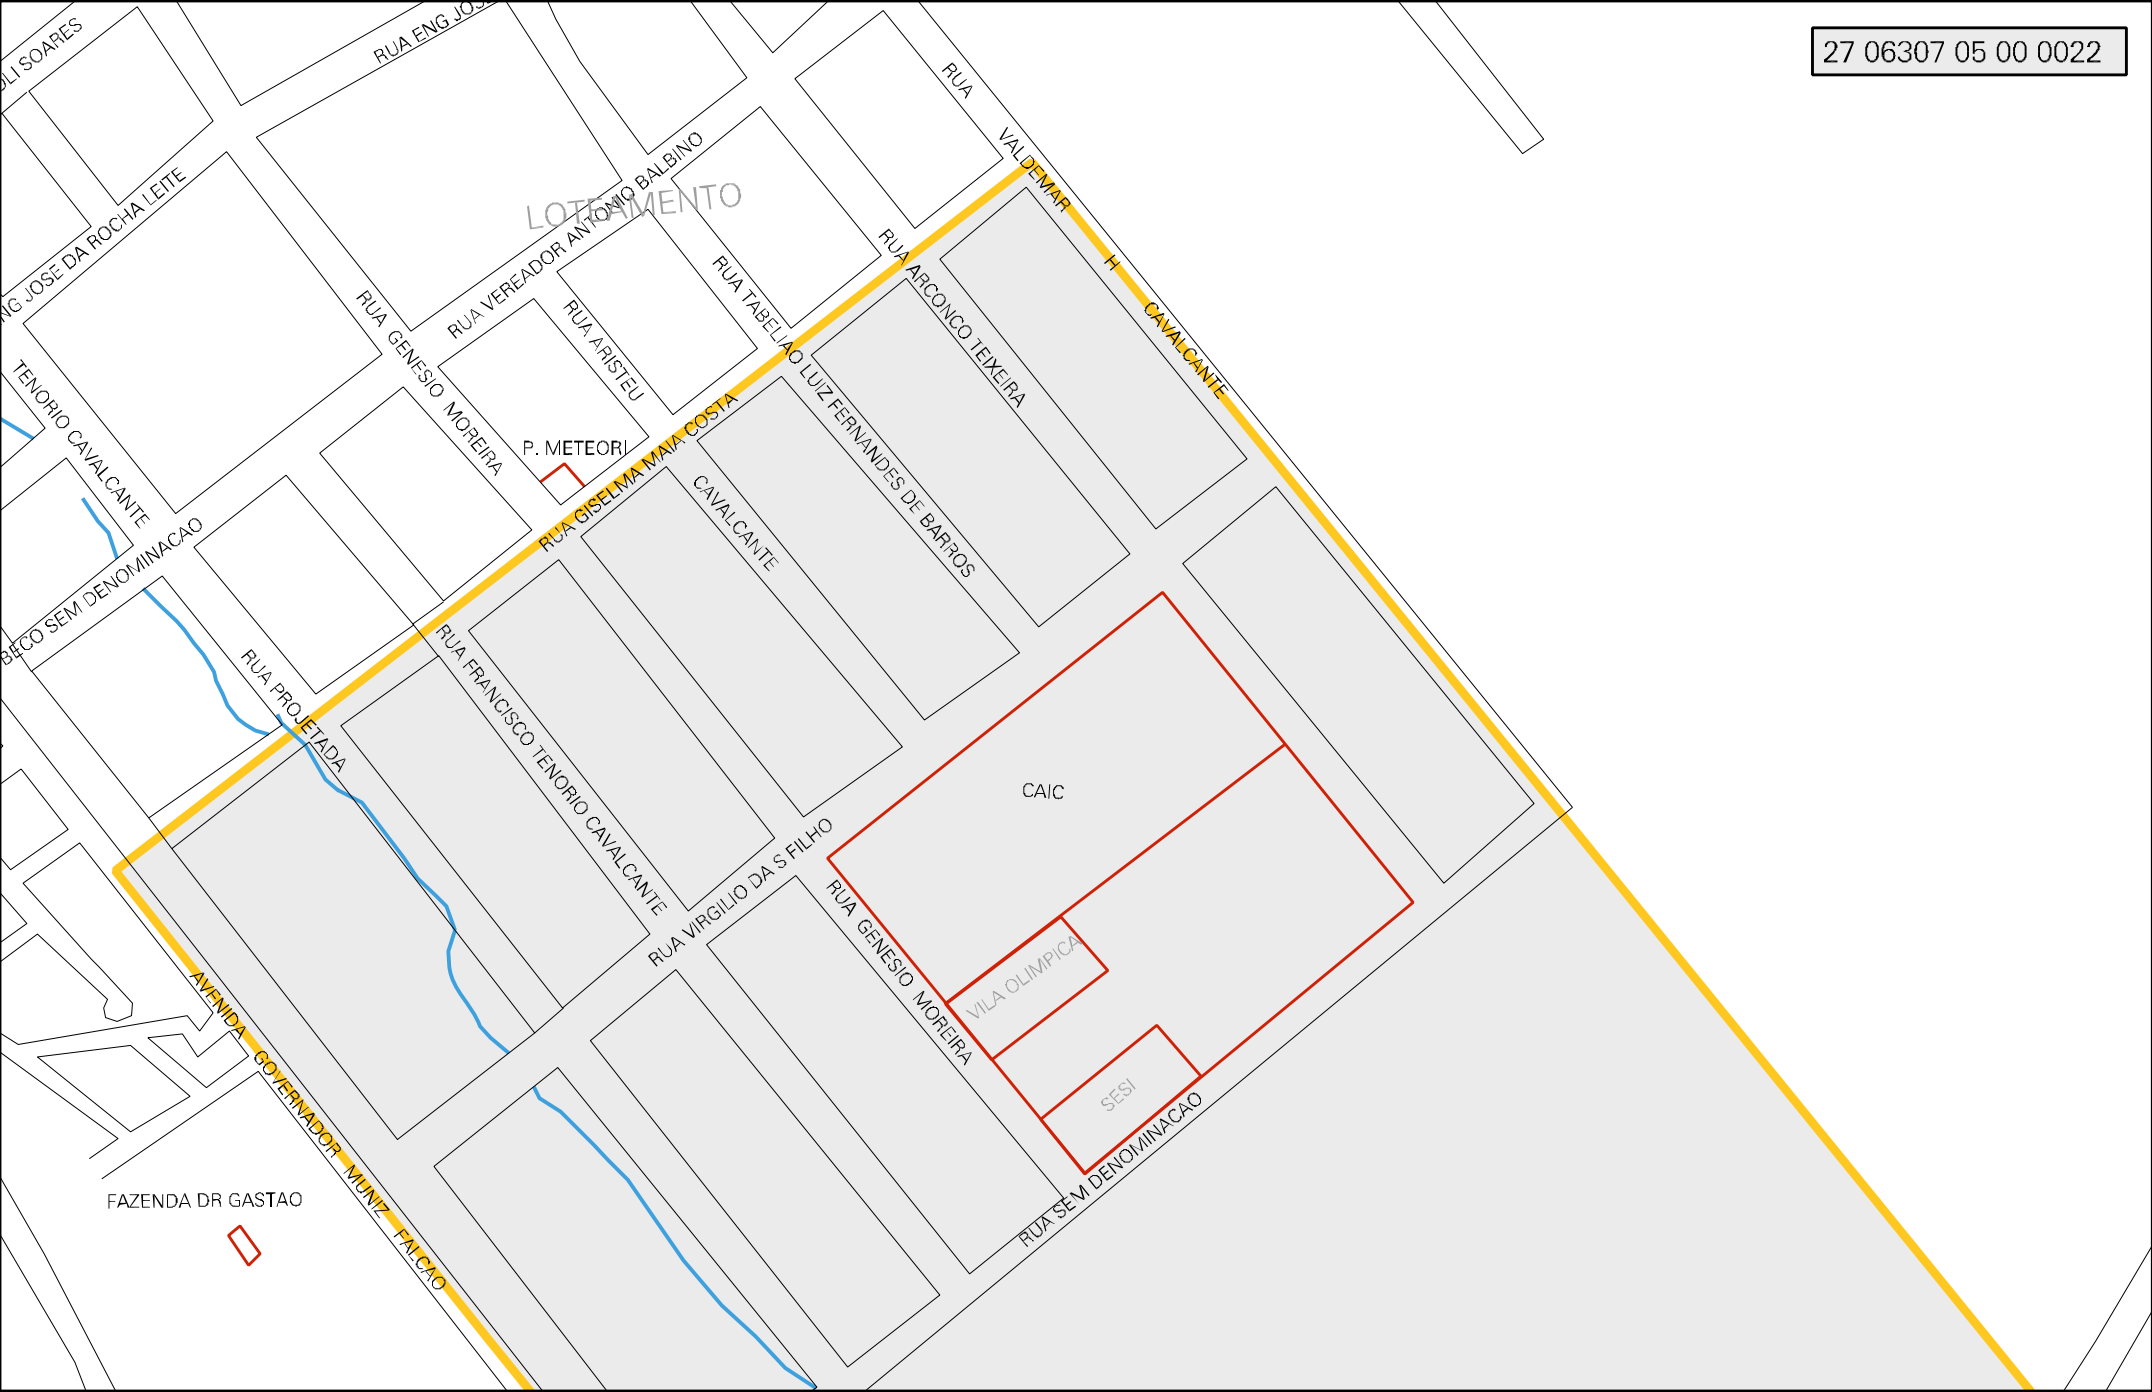 27 06307 05 00 0022
OLI SOARES
RUA ENG JOSE
RUA VALDEMAR H CAVALCANTE
NG JOSE DA ROCHA LEITE
LOTEAMENTO
RUA VEREADOR ANTONIO BALBINO
RUA GENESIO MOREIRA
RUA ARISTEU CAVALCANTE
RUA TABELIAO LUIZ FERNANDES DE BARROS
RUA ARCONCO TEIXEIRA
TENORIO CAVALCANTE
P. METEORI
RUA GISELMA MAIA COSTA
BECO SEM DENOMINACAO
RUA PROJETADA
RUA FRANCISCO TENORIO CAVALCANTE
RUA VIRGILIO DA S FILHO
CAIC
RUA GENESIO MOREIRA
VILA OLIMPICA
SESI
RUA SEM DENOMINACAO
AVENIDA GOVERNADOR MUNIZ FALCAO
FAZENDA DR GASTAO